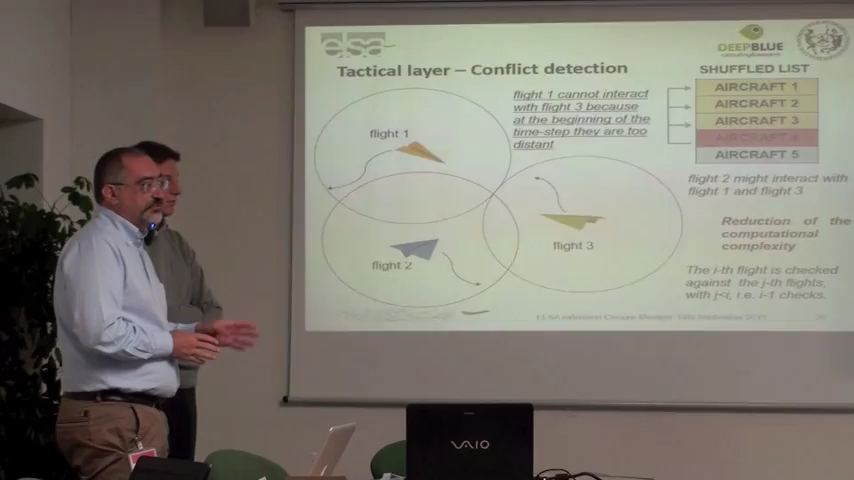 elsa
DEEPBLUE
Tactical layer – Conflict detection
SHUFFLED LIST
AIRCRAFT 1
AIRCRAFT 2
AIRCRAFT 3
AIRCRAFT 4
AIRCRAFT 5
flight 1 cannot interact
with flight 3 because
at the beginning of the
time-step they are too
distant
flight 1
flight 2
flight 3
flight 2 might interact with
flight 1 and flight 3
Reduction of the
computational
complexity
The i-th flight is checked
against the j-th flights,
with j<i, i.e. i-1 checks.
VAIO